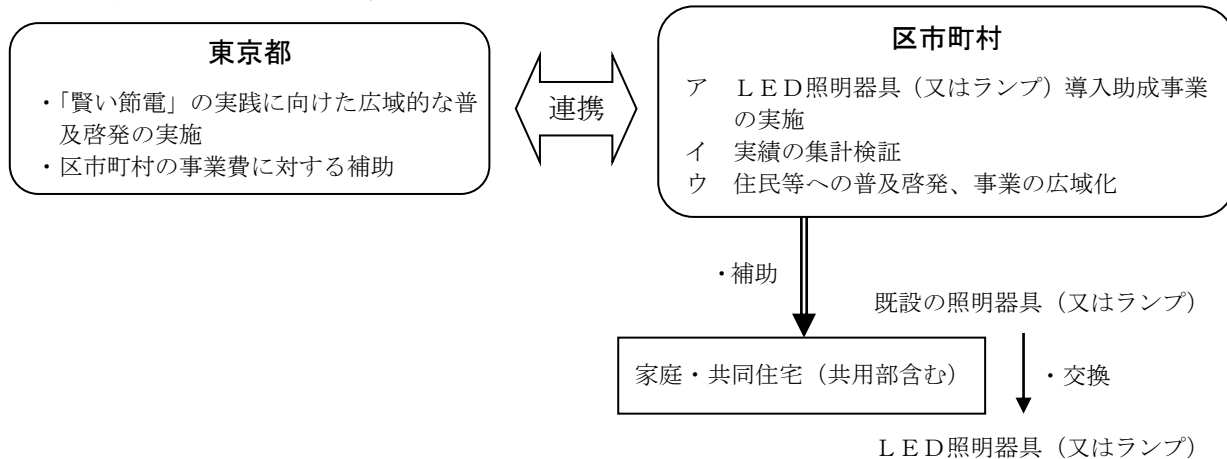 東京都
・「賢い節電」の実践に向けた広域的な普
及啓発の実施
・区市町村の事業費に対する補助
連携
区市町村
ア　ＬＥＤ照明器具（又はランプ）導入助成事業
の実施
イ　実績の集計検証
ウ　住民等への普及啓発、事業の広域化
・補助
既設の照明器具（又はランプ）
家庭・共同住宅（共用部含む）
・交換
ＬＥＤ照明器具（又はランプ）